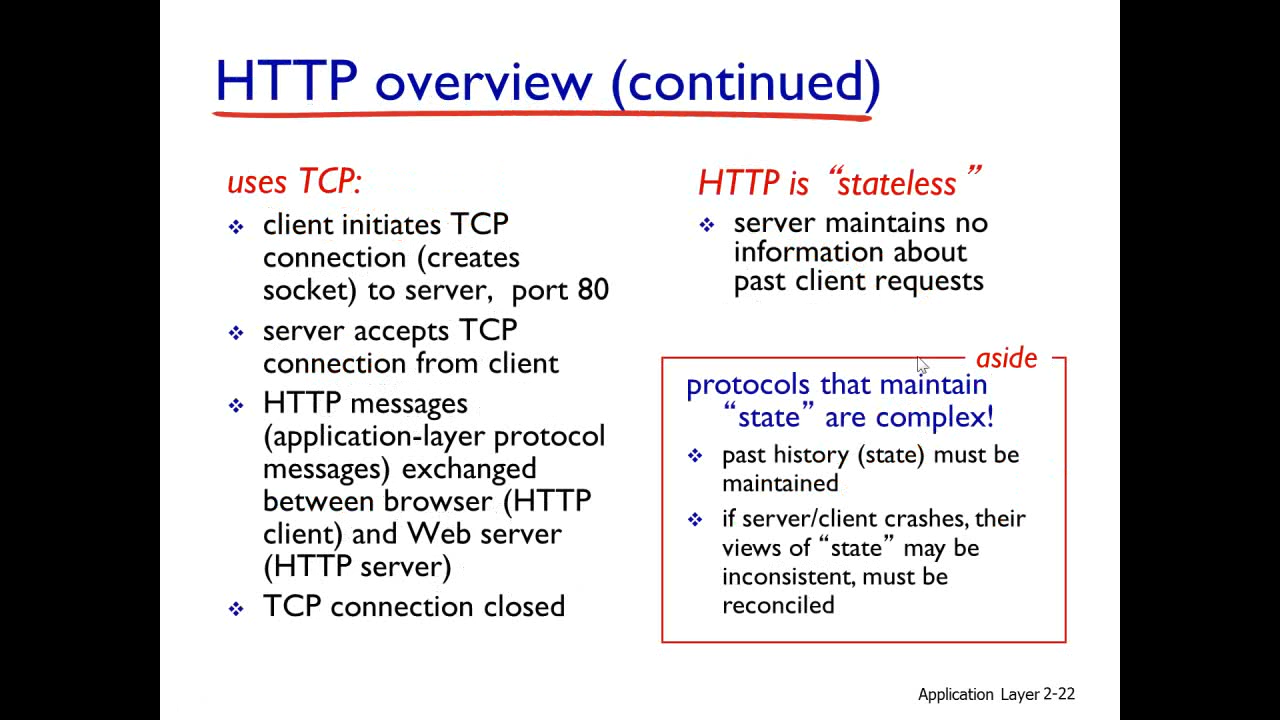 HTTP overview (continued)
uses TCP:
❖ client initiates TCP
connection (creates
socket) to server, port 80
❖ server accepts TCP
connection from client
❖ HTTP messages
(application-layer protocol
messages) exchanged
between browser (HTTP
client) and Web server
(HTTP server)
❖ TCP connection closed
HTTP is “stateless”
❖ server maintains no
information about
past client requests
aside
protocols that maintain
“state” are complex!
❖ past history (state) must be
maintained
❖ if server/client crashes, their
views of “state” may be
inconsistent, must be
reconciled
Application Layer 2-22